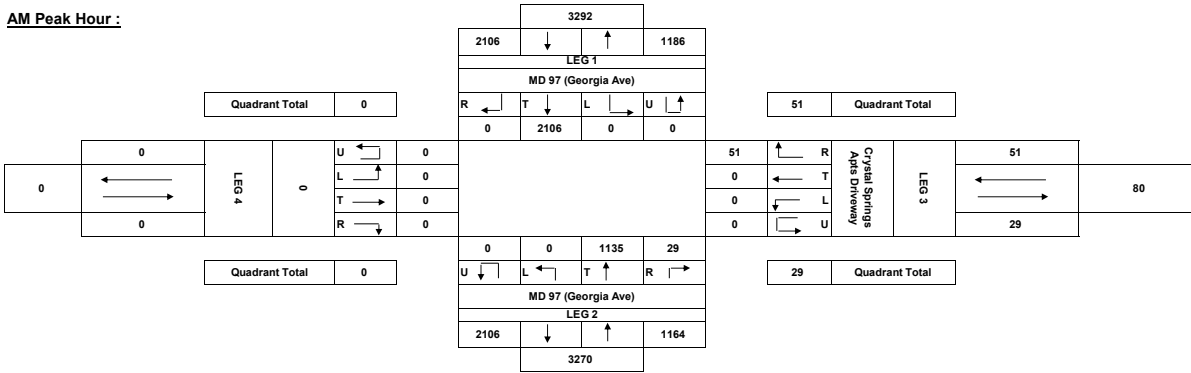 AM Peak Hour :
3292
2106 1186
LEG 1
MD 97 (Georgia Ave)
Quadrant Total 0
R T L U
51 Quadrant Total
0 2106 0 0
0
0
0
LEG 4
0
U 0
L 0
T 0
R 0
51 R
0 T
0 L
0 U
Crystal Springs
Apts Driveway
LEG 3
51
80
29
0 0 1135 29
Quadrant Total 0
U L T R
29 Quadrant Total
MD 97 (Georgia Ave)
LEG 2
2106 1164
3270